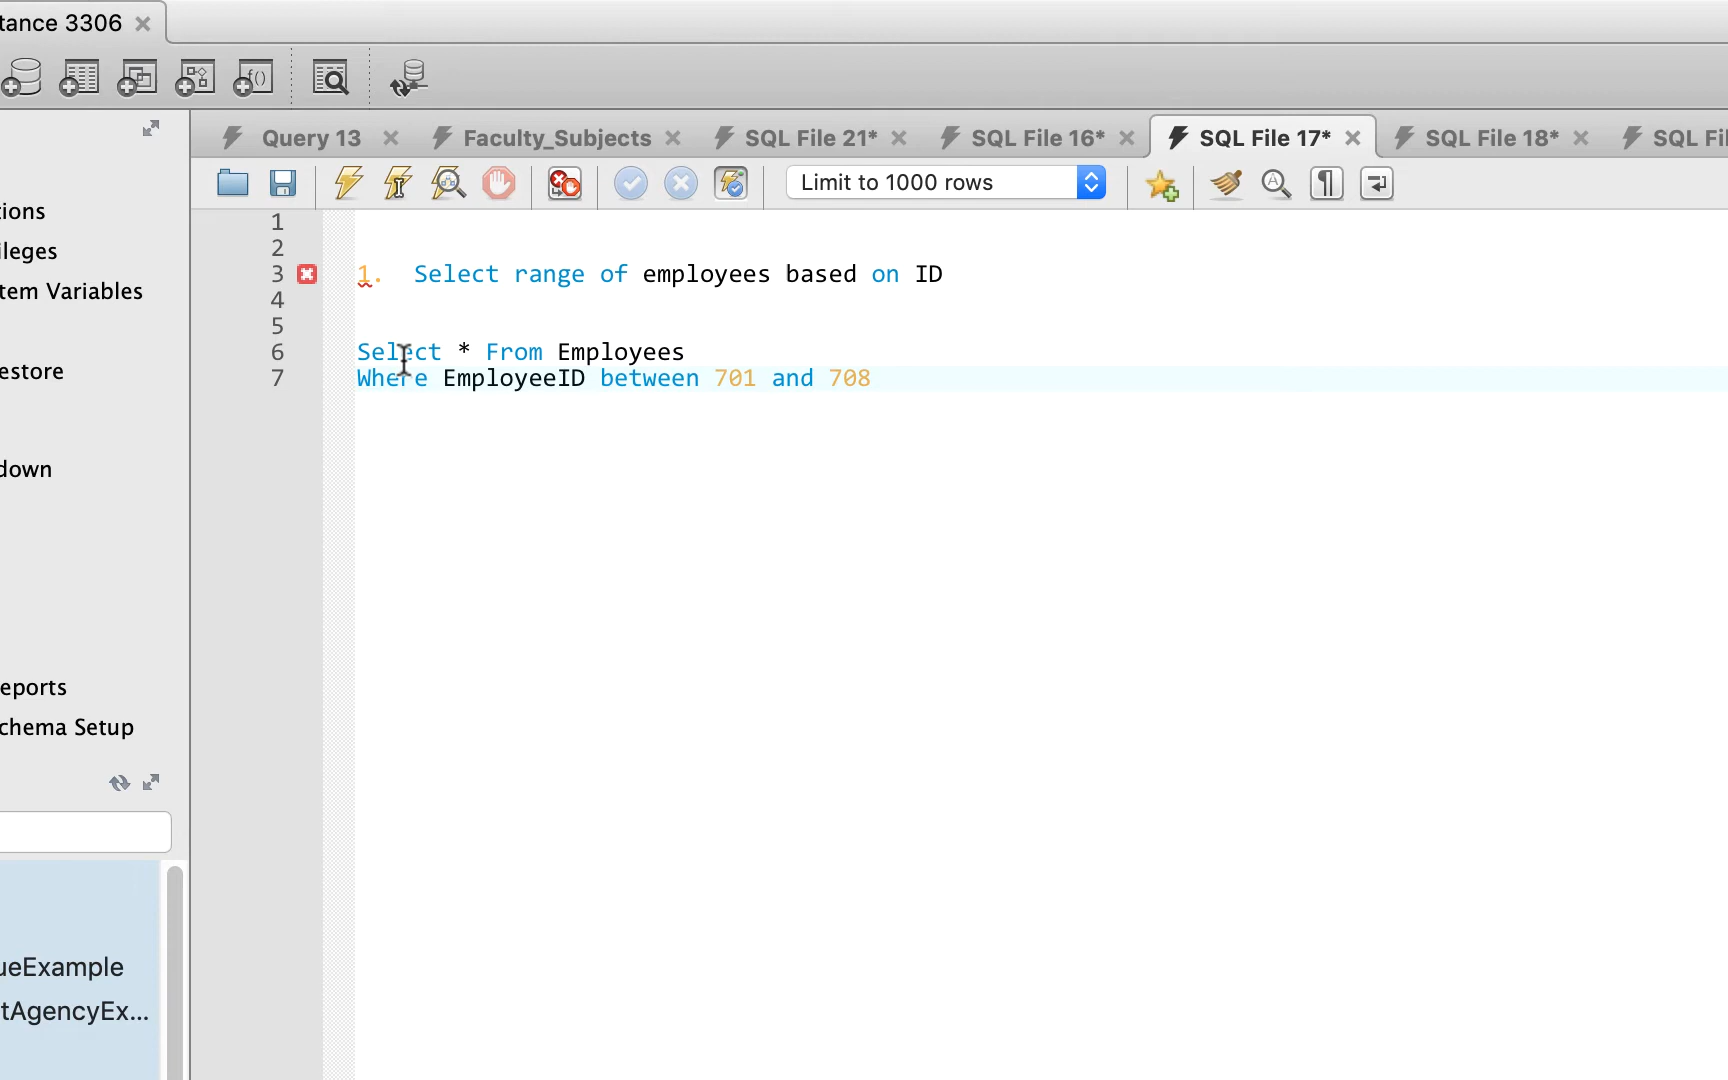 tance 3306
Query 13
Faculty_Subjects
SQL File 21*
SQL File 16*
SQL File 17*
SQL File 18*
SQL Fil
Limit to 1000 rows
tions
ileges
tem Variables
estore
down
eports
chema Setup
ueExample
tAgencyEx...
1
2
3 1. Select range of employees based on ID
4
5
6 Select * From Employees
7 Where EmployeeID between 701 and 708